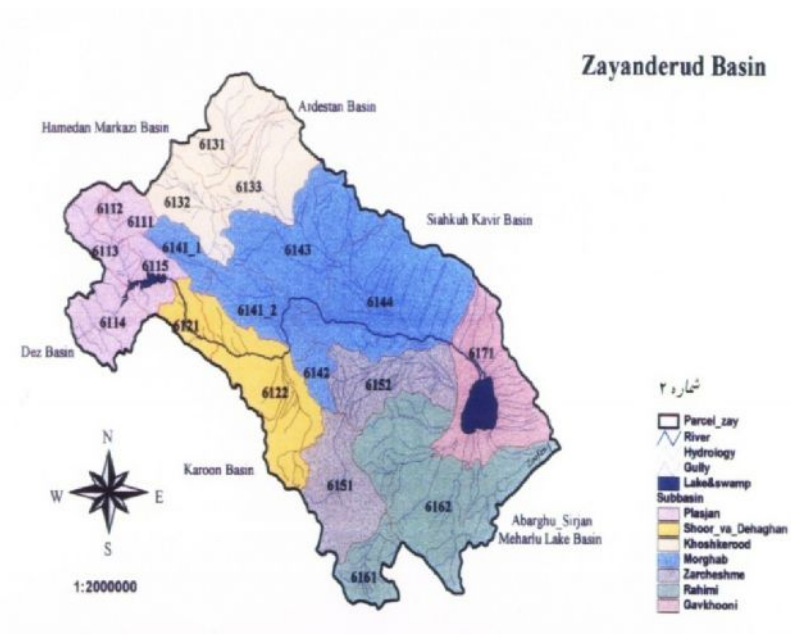 Zayanderud Basin
Ardestan Basin
Hamedan Markazi Basin
6131
6133
6132
6112
6111
Siahkuh Kavir Basin
6141_1
6143
6113
6115
6144
6141_2
6114
6121
Dez Basin
6171
6142
6152
6122
شماره ۲
Parcel_zay
River
Hydrology
Gully
Lake&swamp
Subbasin
Plasjan
Shoor_va_Dehaghan
Khoshkerood
Morghab
Zarcheshme
Rahimi
Gavkhooni
N
W
E
S
Karoon Basin
6151
6162
Abarghu_Sirjan
Meharlu Lake Basin
6161
1:2000000